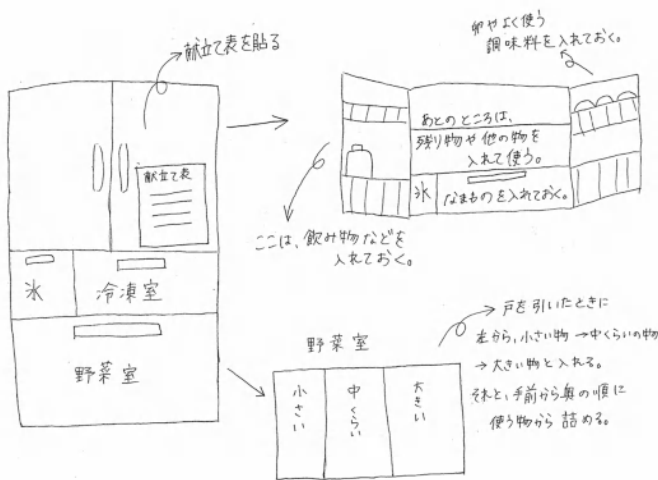 献立て表を貼る
献立て表
氷
冷凍室
野菜室
卵やよく使う
調味料を入れておく。
あとのところは、
残り物や他の物を
入れて使う。
氷
なまものを入れておく。
ここは、飲み物などを
入れておく。
野菜室
小さい
中くらい
大きい
戸を引いたときに
左から、小さい物→中くらいの物
→大きい物と入れる。
それと、手前から奥の順に
使う物から詰める。